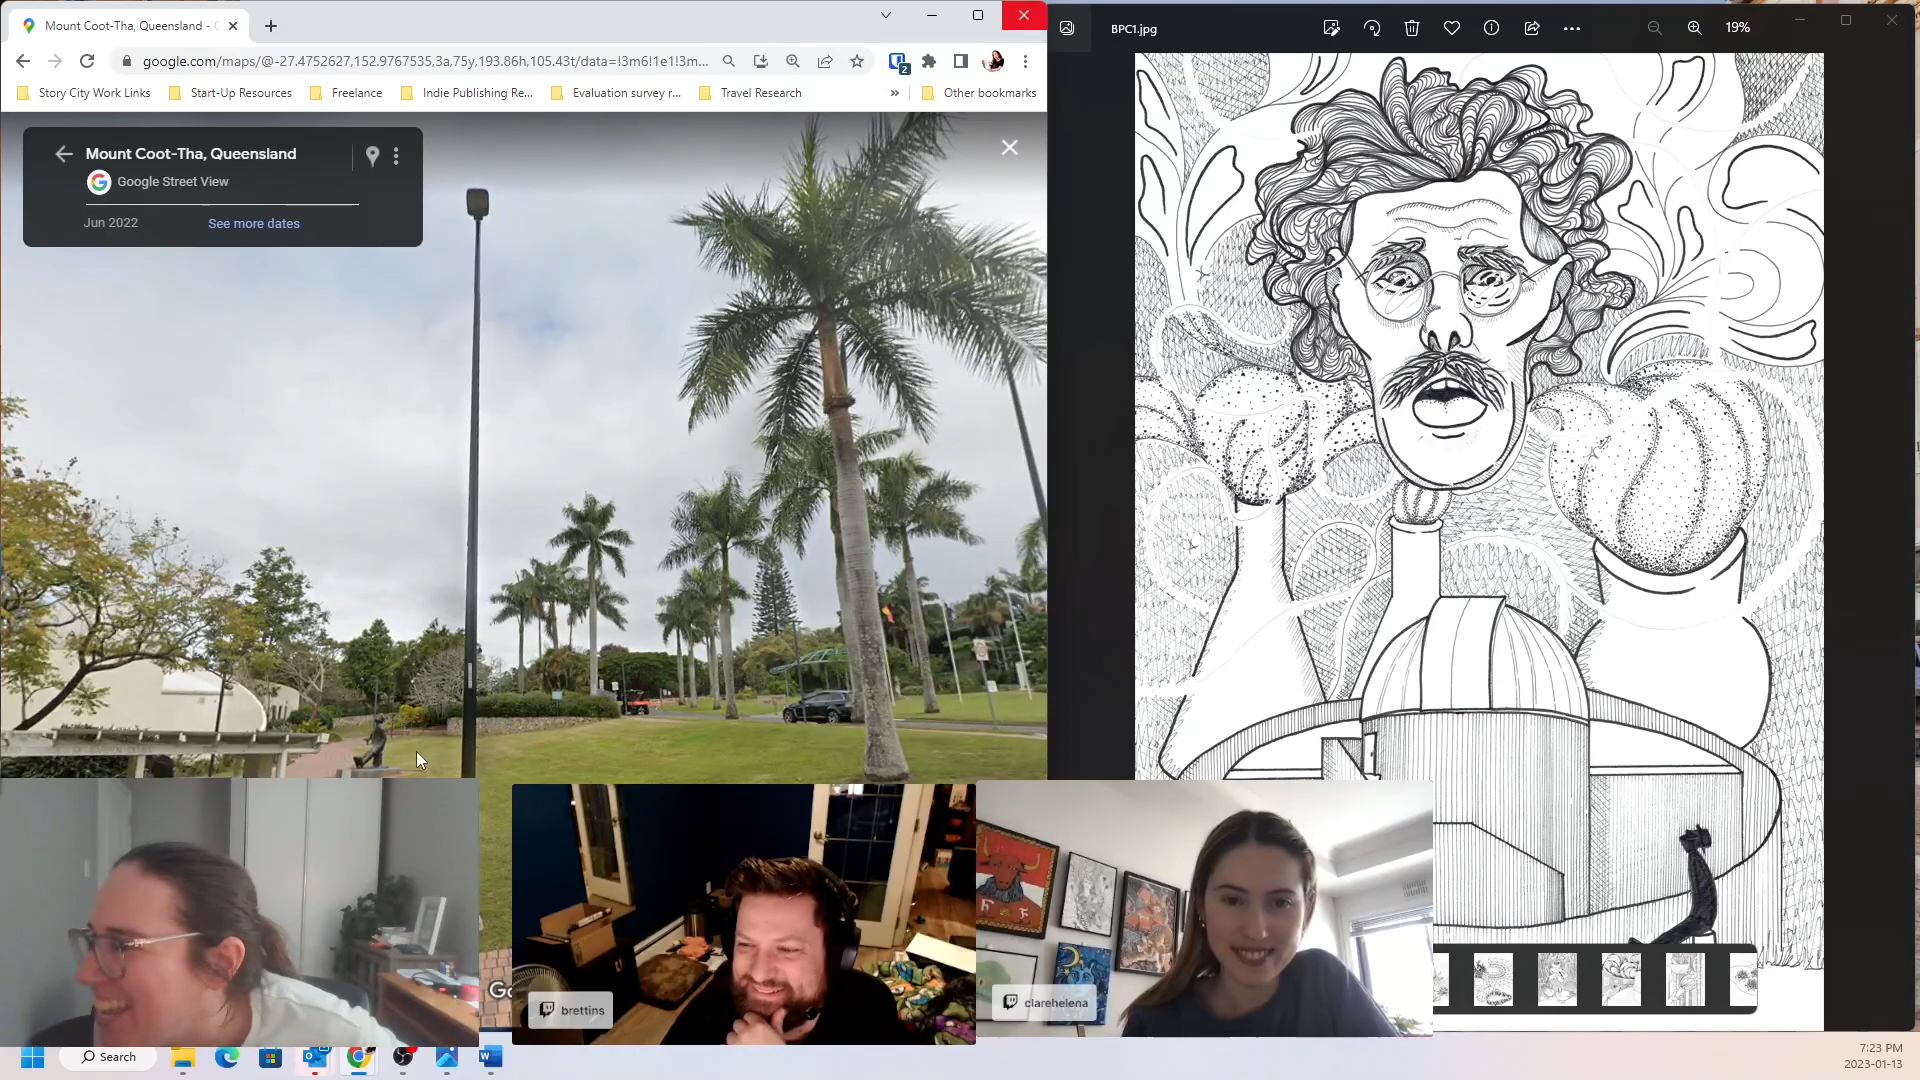 Mount Coot-Tha, Queensland - G
google.com/maps/@-27.4752627,152.9767535,3a,75y,193.86h,105.43t/data=!3m6!1e1!3m...
2
Story City Work Links
Start-Up Resources
Freelance
Indie Publishing Re...
Evaluation survey r...
Travel Research
»
Other bookmarks
Mount Coot-Tha, Queensland
Google Street View
Jun 2022
See more dates
BPC1.jpg
19%
Go
brettins
clarehelena
Search
7:23 PM
2023-01-13